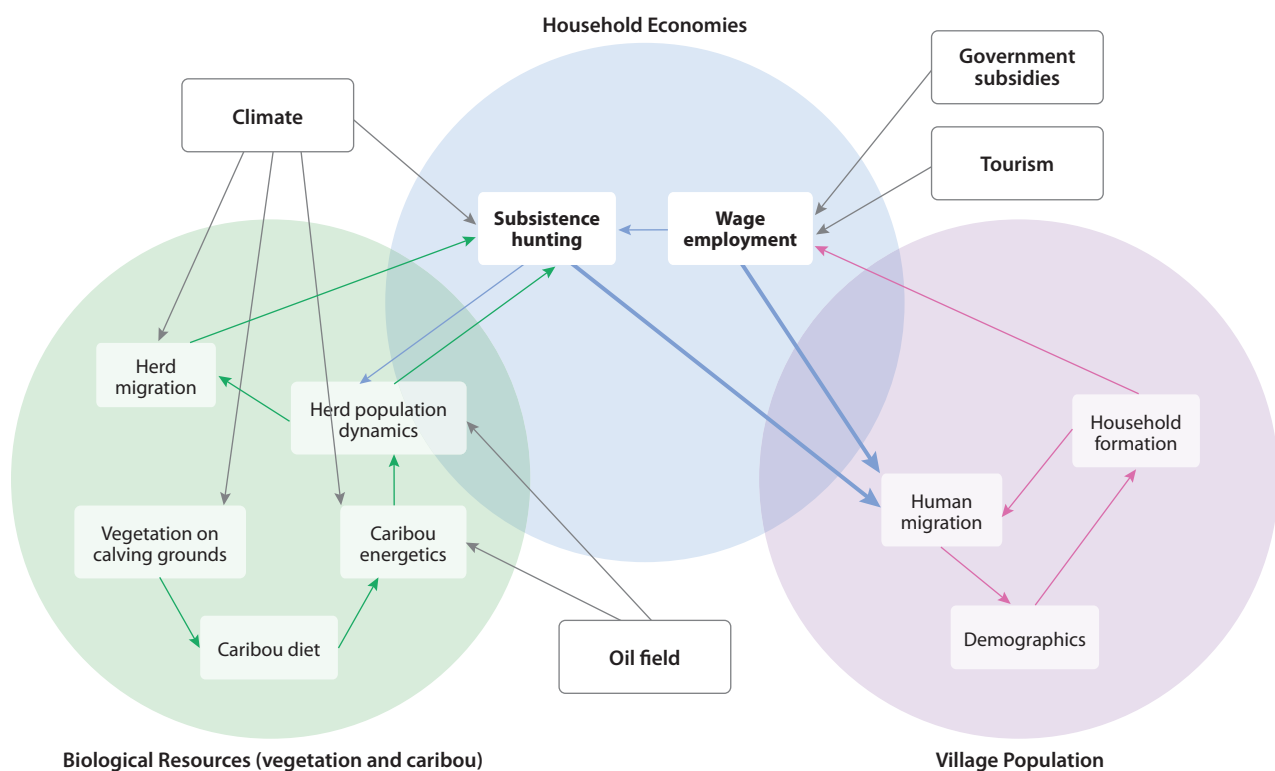 Household Economies
Government
subsidies
Climate
Tourism
Subsistence
hunting
Wage
employment
Herd
migration
Herd population
dynamics
Household
formation
Vegetation on
calving grounds
Caribou
energetics
Human
migration
Caribou diet
Oil field
Demographics
Biological Resources (vegetation and caribou)
Village Population